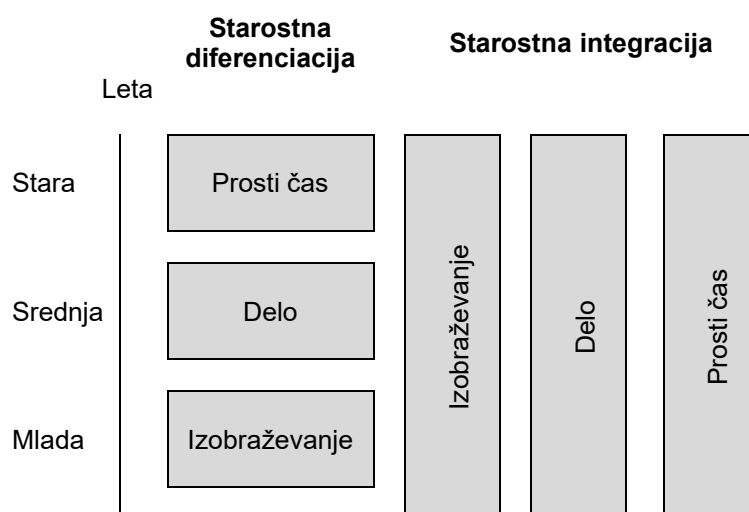 Starostna
diferenciacija
Starostna integracija
Leta
Stara
Prosti čas
Srednja
Delo
Mlada
Izobraževanje
Izobraževanje
Delo
Prosti čas